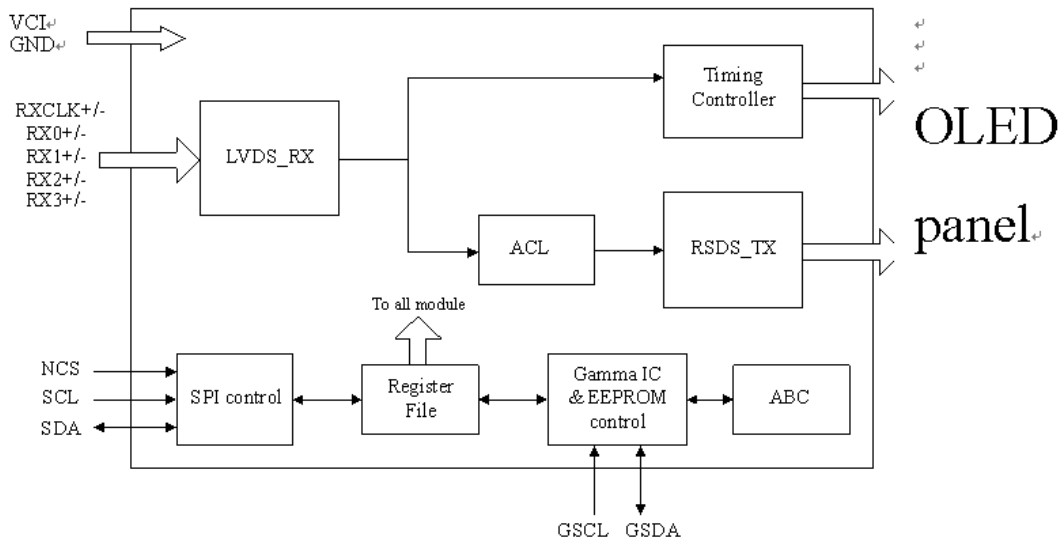 VCI
GND
RXCLK+/-
RX0+/-
RX1+/-
RX2+/-
RX3+/-
LVDS_RX
Timing
Controller
ACL
RSDS_TX
OLED
panel
To all module
NCS
SCL
SDA
SPI control
Register
File
Gamma IC
& EEPROM
control
ABC
GSCL
GSDA